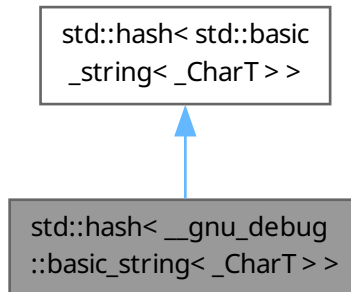 std::hash< std::basic
_string< _CharT > >
std::hash< __gnu_debug
::basic_string< _CharT > >